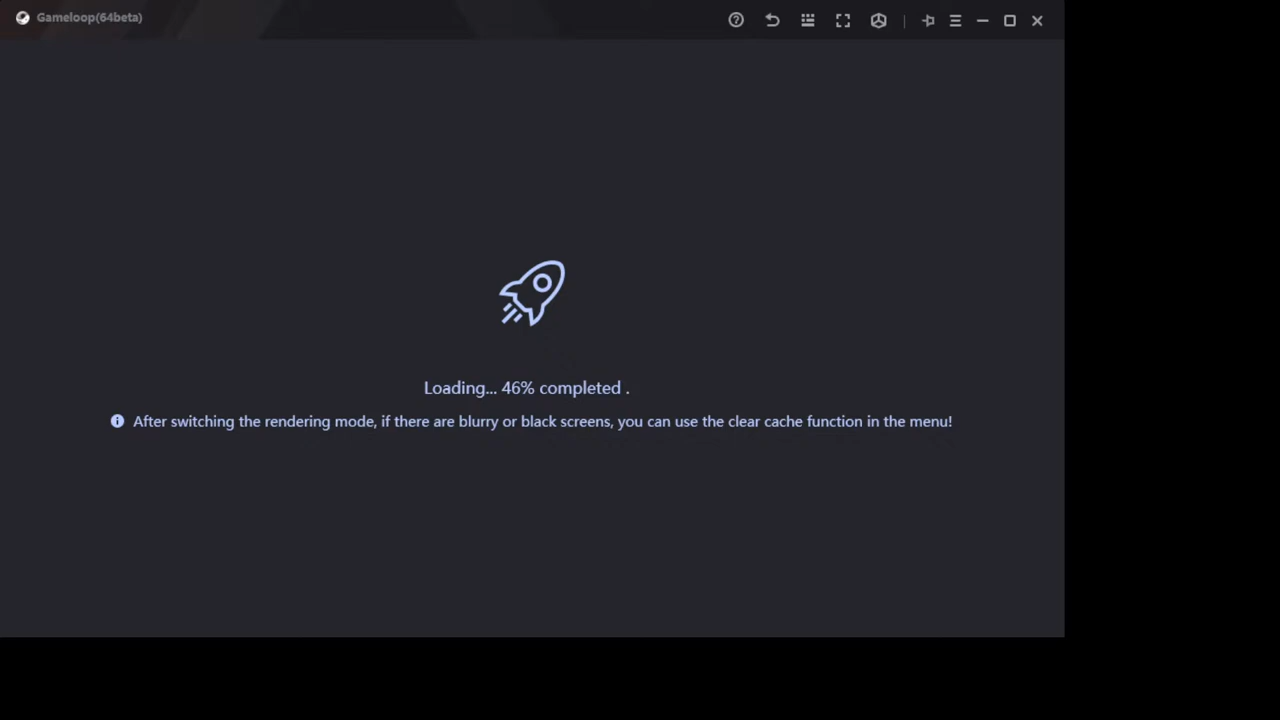 Gameloop(64beta)
Loading... 46% completed .
After switching the rendering mode, if there are blurry or black screens, you can use the clear cache function in the menu!